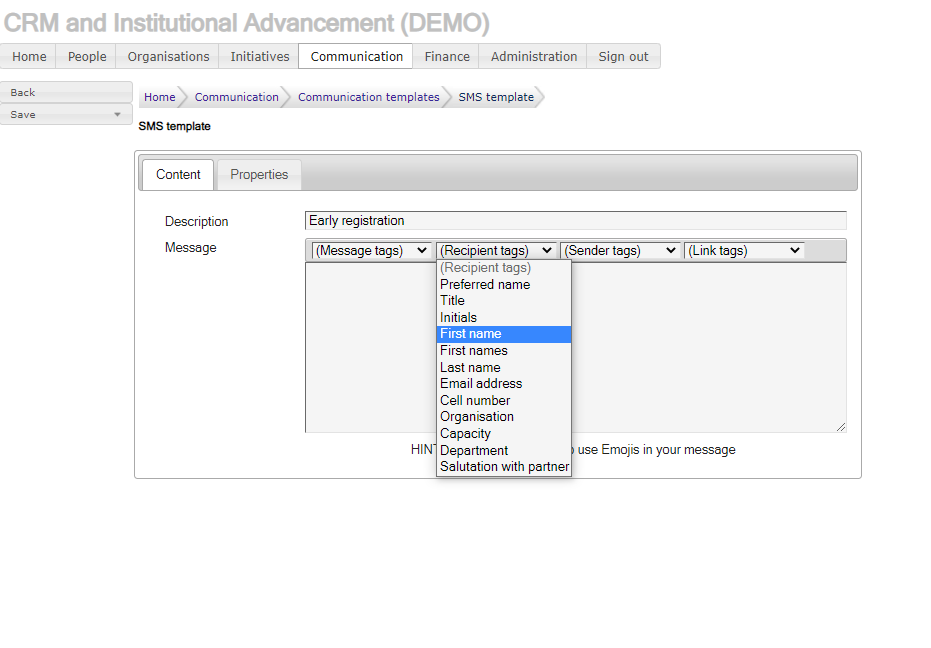 CRM and Institutional Advancement (DEMO)
Home People Organisations Initiatives Communication Finance Administration Sign out
Back
Save
Home Communication Communication templates SMS template
SMS template
Content Properties
Description Early registration
Message (Message tags) (Recipient tags) (Sender tags) (Link tags)
(Recipient tags)
Preferred name
Title
Initials
First name
First names
Last name
Email address
Cell number
Organisation
Capacity
Department
Salutation with partner
HINT use Emojis in your message